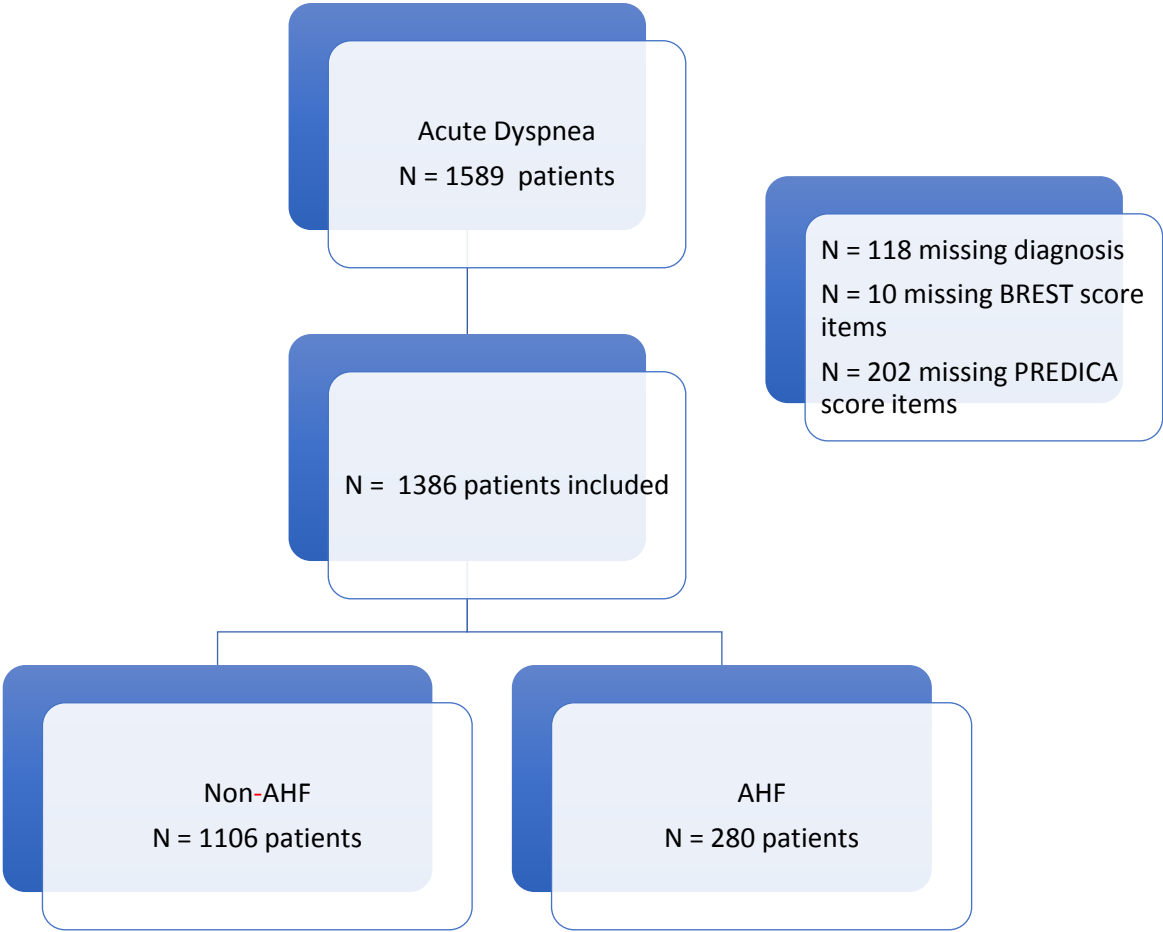 Acute Dyspnea
N = 1589 patients
N = 118 missing diagnosis
N = 10 missing BREST score
items
N = 202 missing PREDICA
score items
N = 1386 patients included
Non-AHF
N = 1106 patients
AHF
N = 280 patients